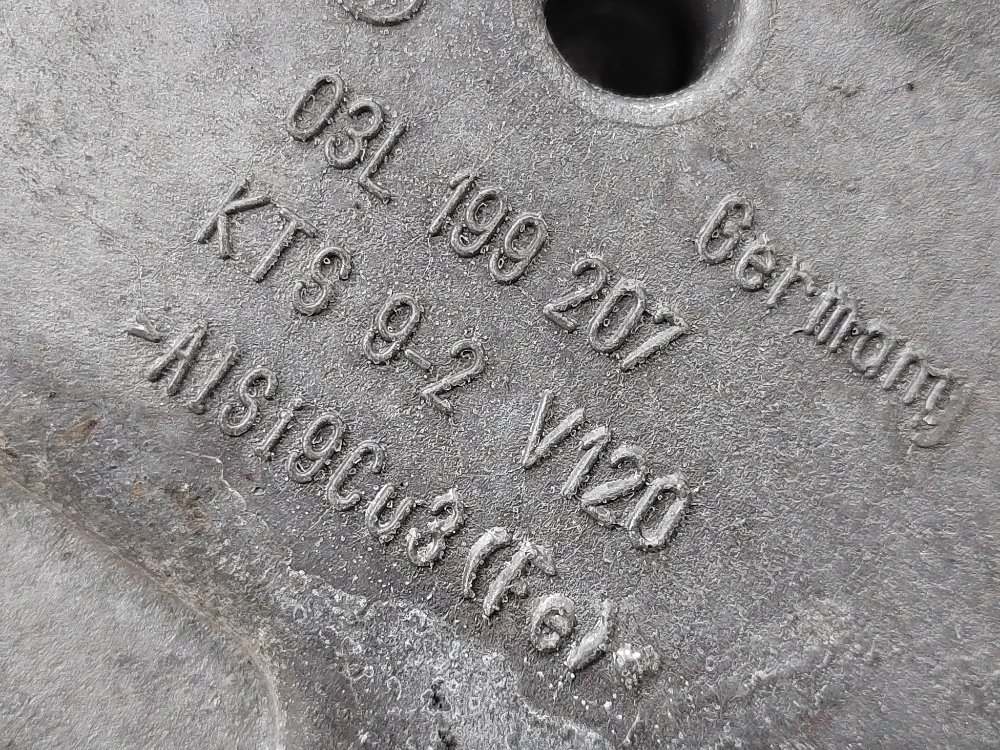 03L 199 207
Germany
KTS 9-2 V120
>AlSi9Cu3(Fe)<